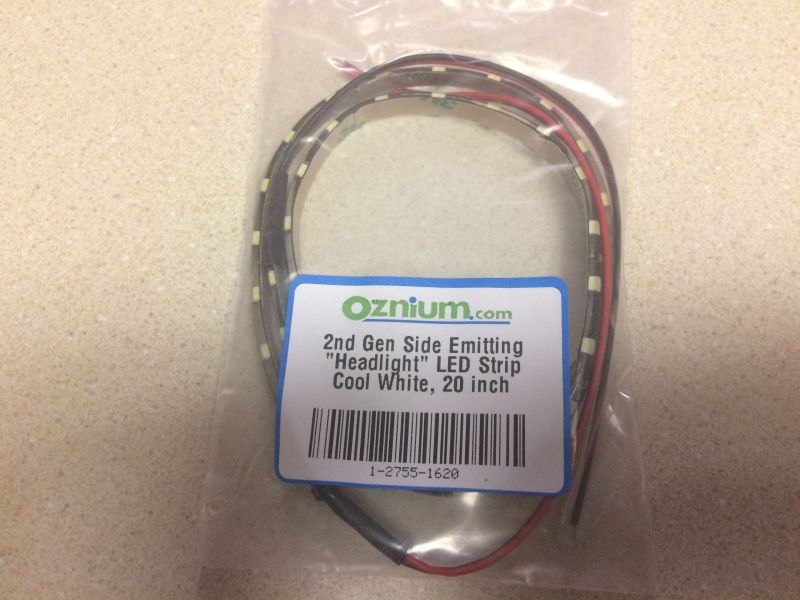 Oznium.com
2nd Gen Side Emitting
"Headlight" LED Strip
Cool White, 20 inch
1-2755-1620